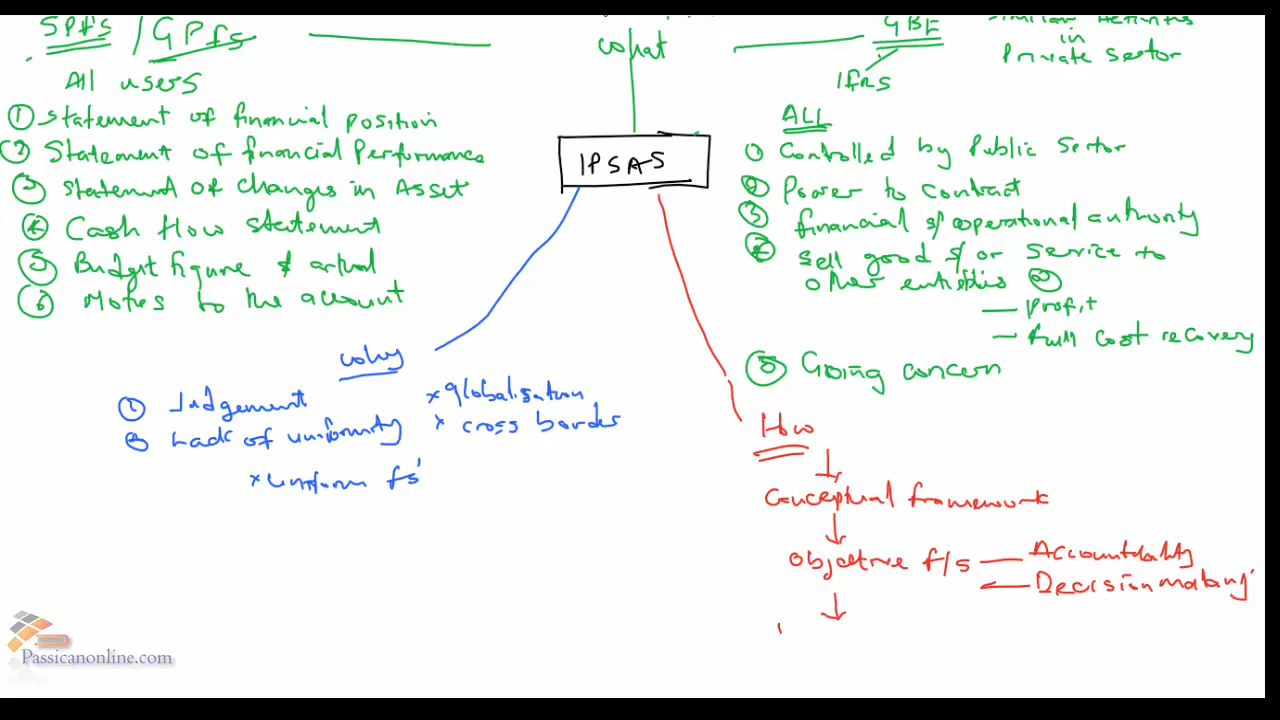 SPFS / GPFS
All users
① Statement of financial position
② Statement of financial Performance
③ Statement of changes in Asset
④ Cash flow statement
⑤ Budget figure & actual
⑥ Notes to the account
what
IPSAS
GBE
in
Private sector
IFRS
ALL
① Controlled by Public Sector
② Power to contract
③ financial &/ operational authority
④ sell good &/or service to
other entities @
— Profit
— full cost recovery
⑤ Going concern
why
① Judgement
② Lack of uniformity
× uniform fs'
× globalisation
× cross border
How
Conceptual framework
Objective f/s — Accountability
— Decision making
Passicanonline.com